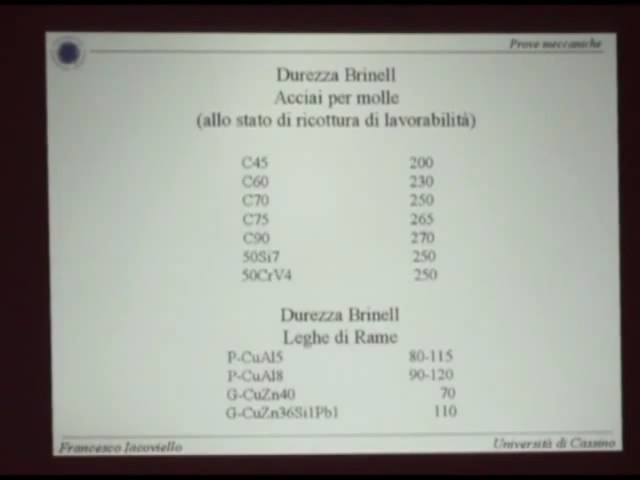 Prove meccaniche
Durezza Brinell
Acciai per molle
(allo stato di ricottura di lavorabilità)
C45 200
C60 230
C70 250
C75 265
C90 270
50Si7 250
50CrV4 250
Durezza Brinell
Leghe di Rame
P-CuAl5 80-115
P-CuAl8 90-120
G-CuZn40 70
G-CuZn36Si1Pb1 110
Francesco Iacoviello Università di Cassino